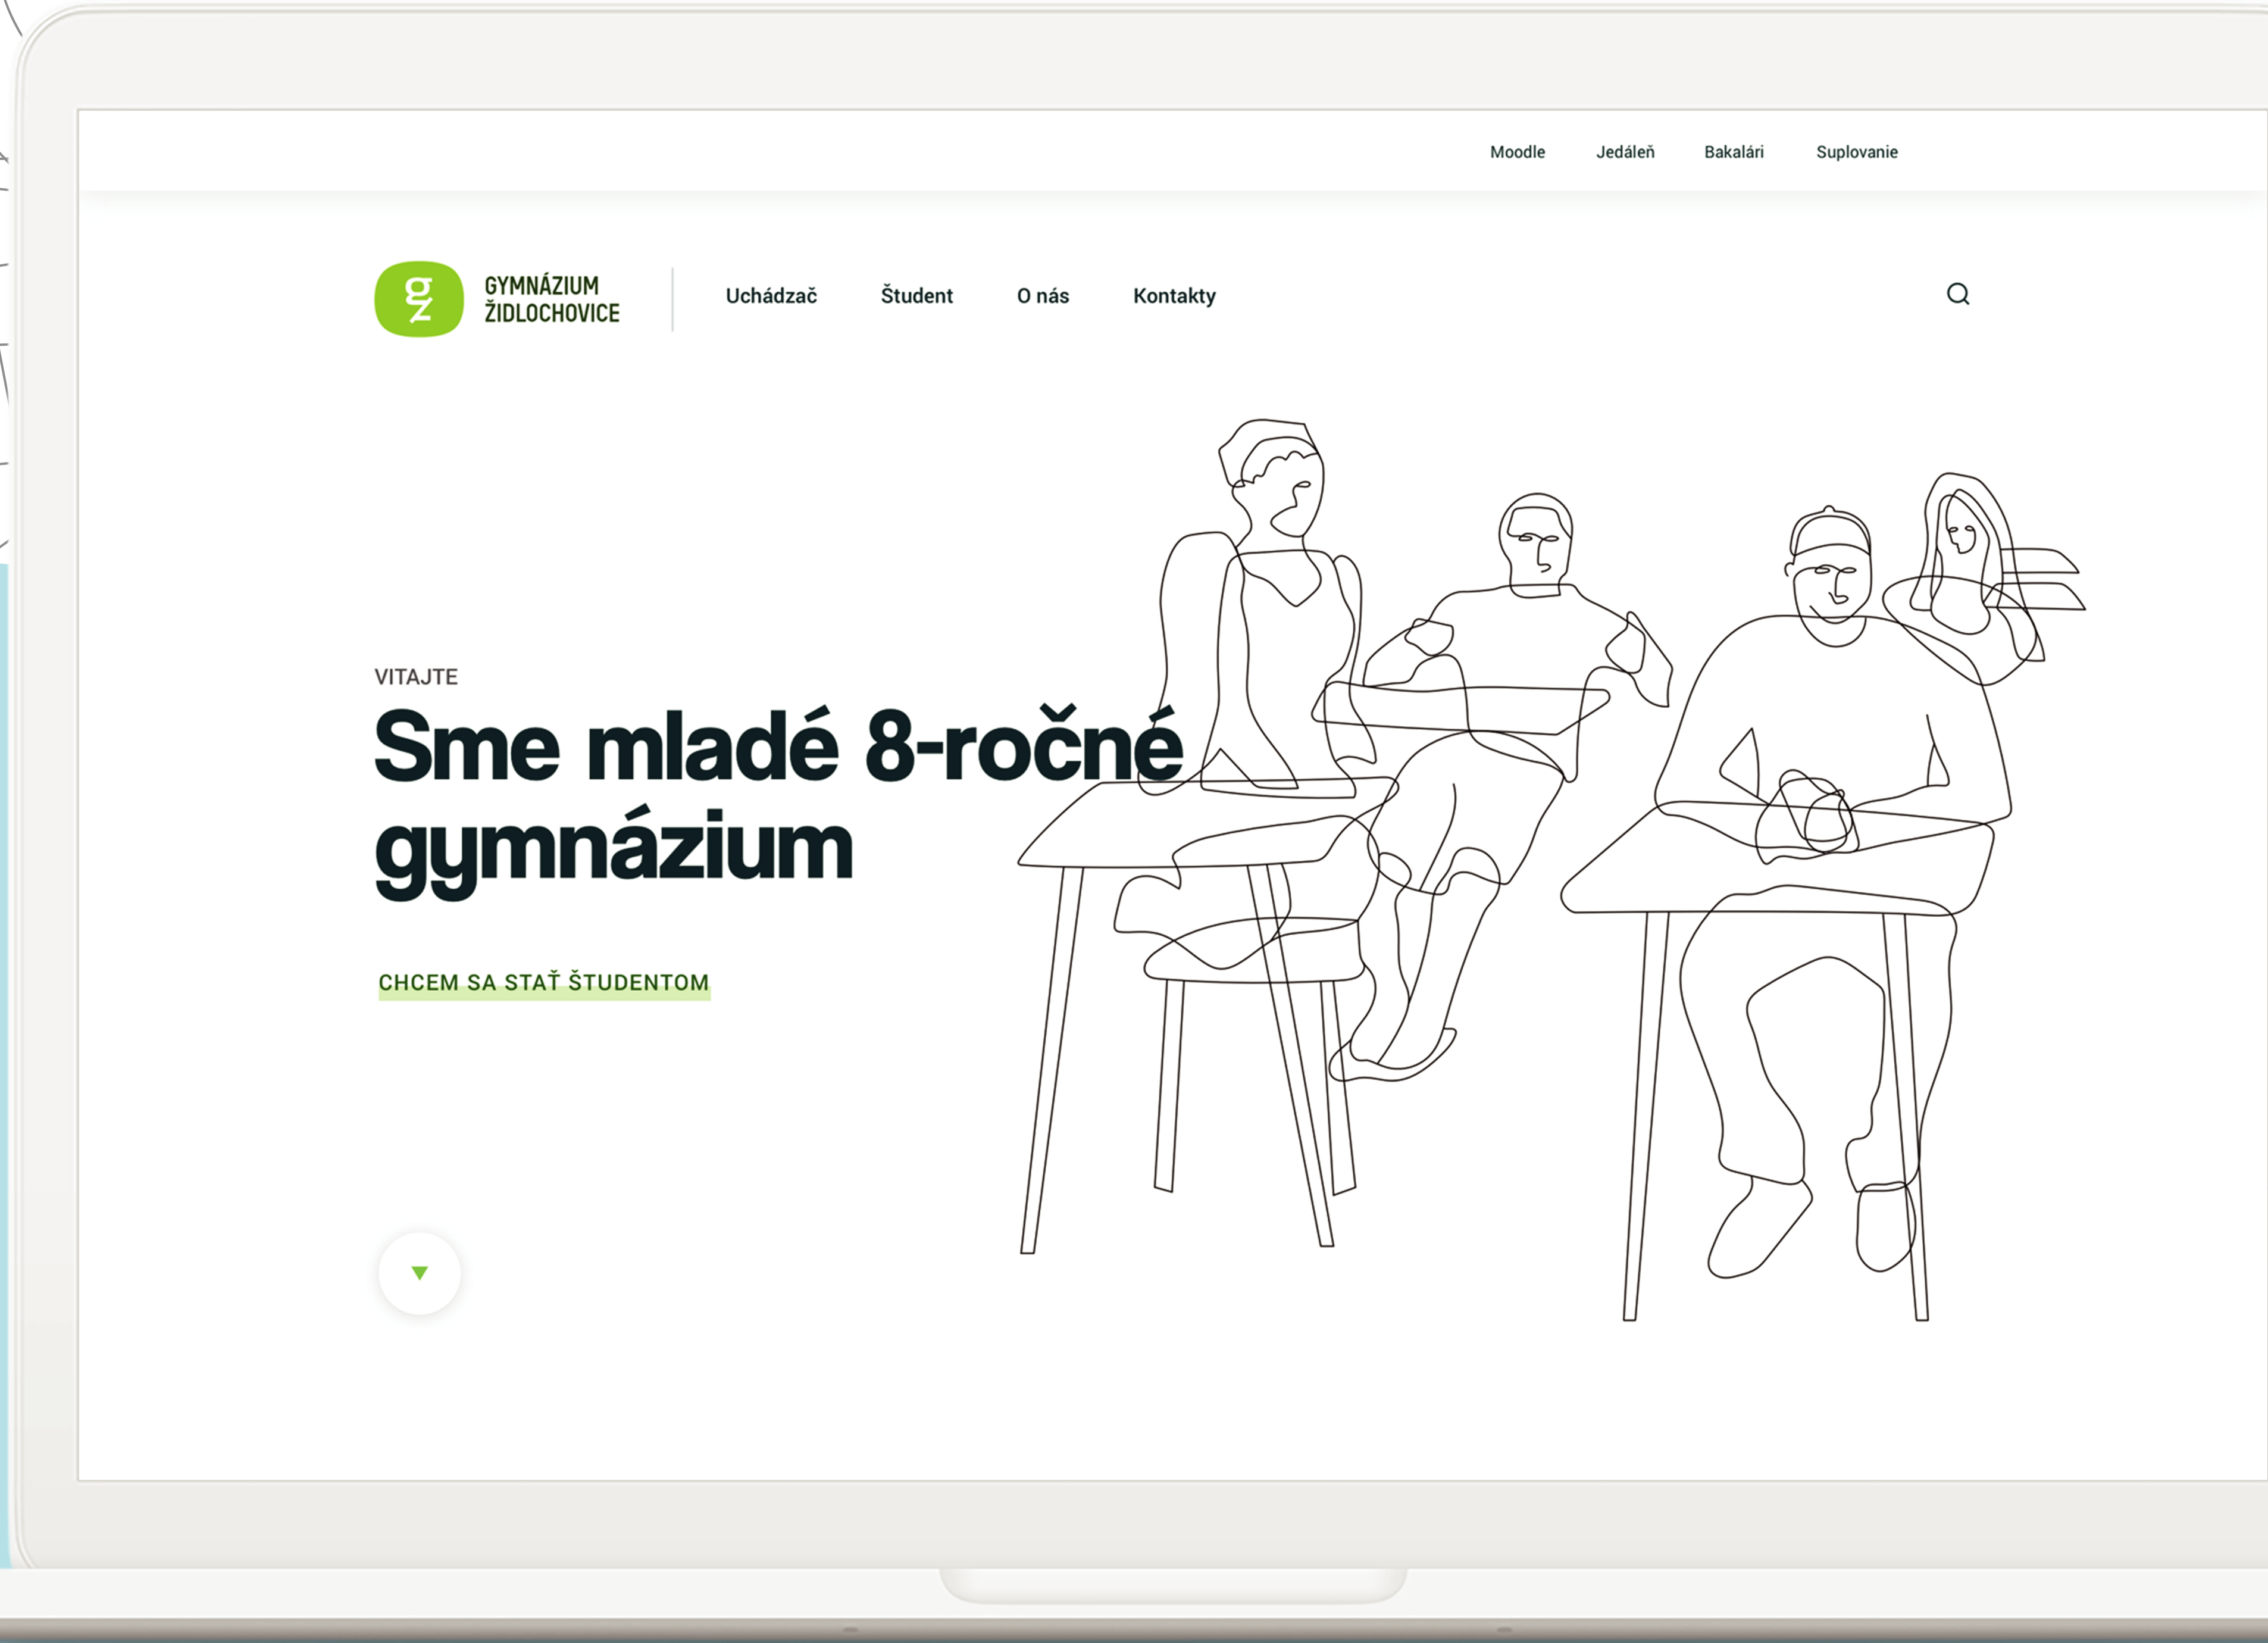 Moodle Jedáleň Bakalári Suplovanie
gz
GYMNÁZIUM
ŽIDLOCHOVICE
Uchádzač Študent O nás Kontakty
VITAJTE
Sme mladé 8-ročné
gymnázium
CHCEM SA STAŤ ŠTUDENTOM